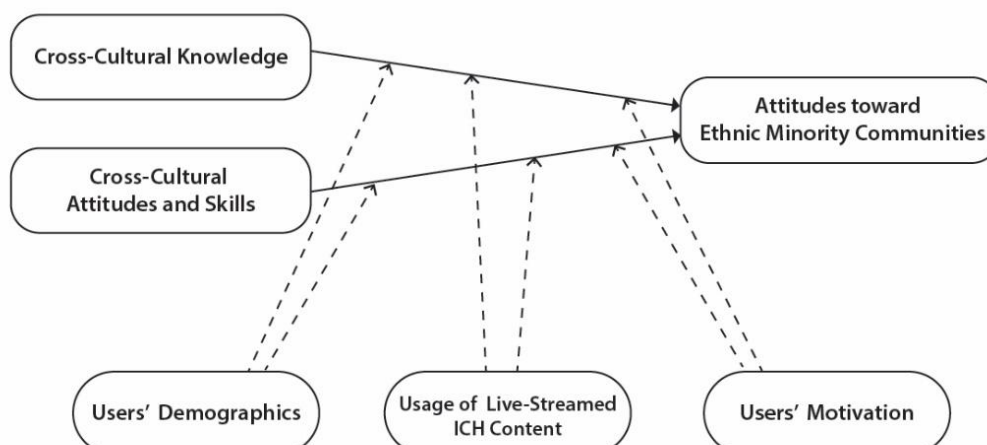 Cross-Cultural Knowledge
Attitudes toward
Ethnic Minority Communities
Cross-Cultural
Attitudes and Skills
Users’ Demographics
Usage of Live-Streamed
ICH Content
Users’ Motivation